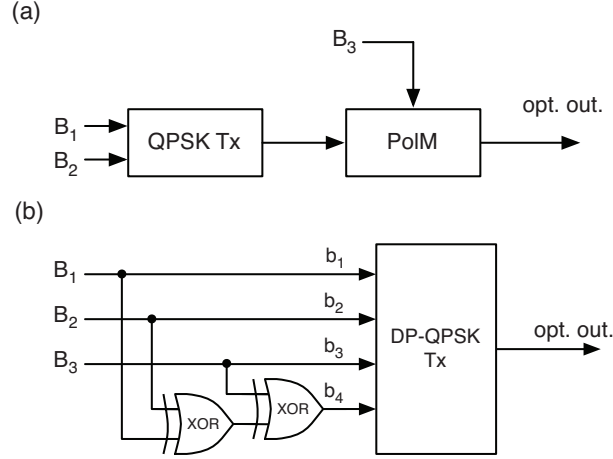 (a)
B3
opt. out.
B1
QPSK Tx
PolM
B2
(b)
B1
b1
B2
b2
DP-QPSK
Tx
opt. out.
B3
b3
b4
XOR
XOR